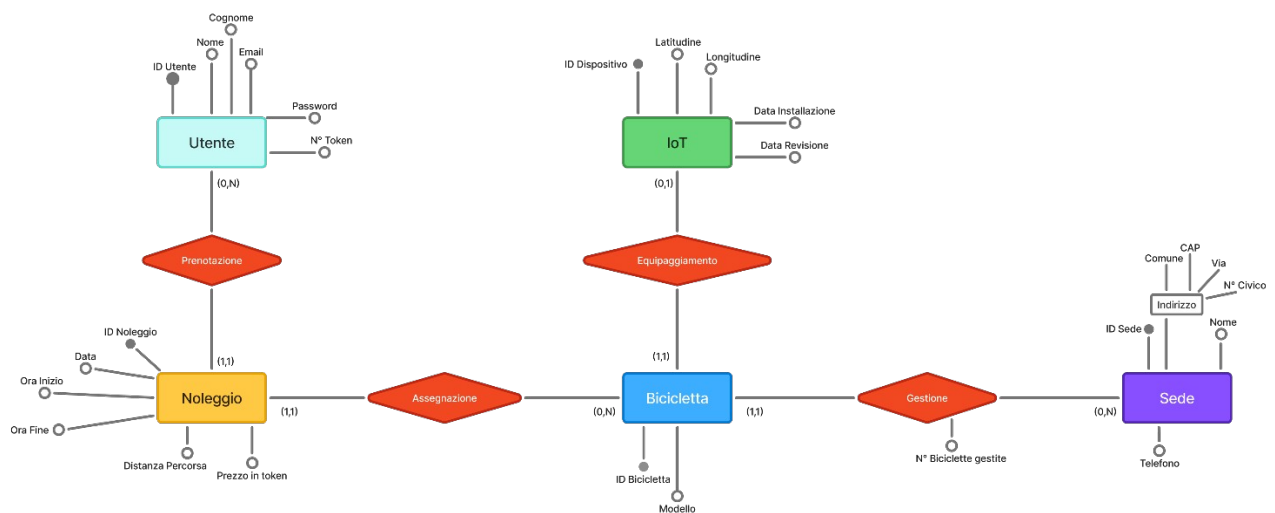 Cognome
Nome
Email
ID Utente
Password
N° Token
Utente
(0,N)
Prenotazione
(1,1)
Latitudine
Longitudine
ID Dispositivo
Data Installazione
Data Revisione
IoT
(0,1)
Equipaggiamento
(1,1)
CAP
Comune
Via
N° Civico
Indirizzo
ID Sede
Nome
ID Noleggio
Data
Ora Inizio
Ora Fine
Noleggio
(1,1)
Distanza Percorsa
Prezzo in token
Assegnazione
(0,N)
Bicicletta
(1,1)
ID Bicicletta
Modello
Gestione
N° Biciclette gestite
(0,N)
Sede
Telefono